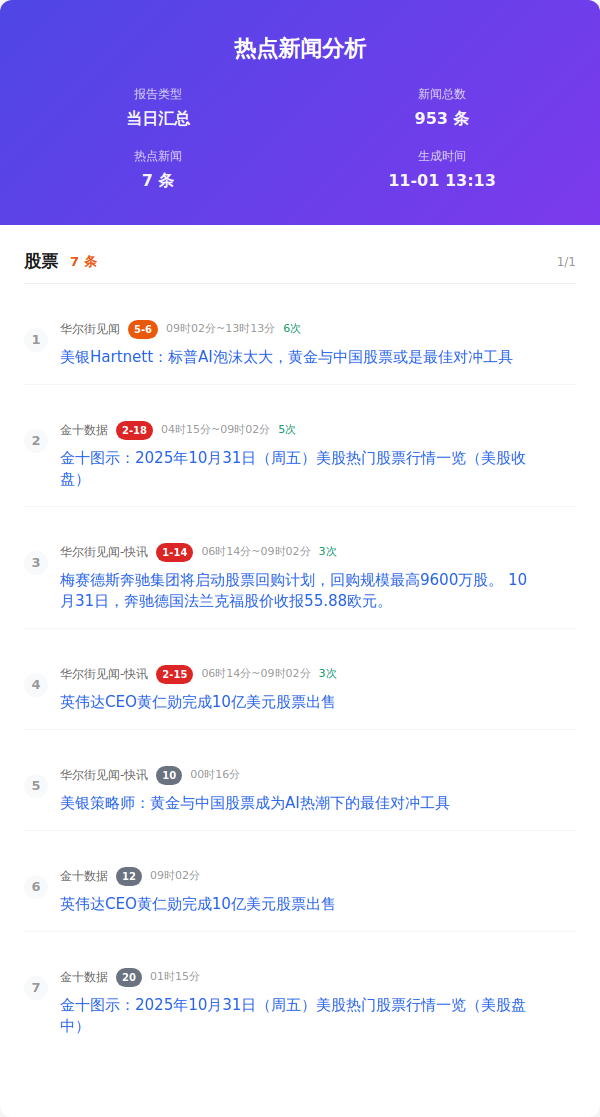 热点新闻分析
报告类型
新闻总数
当日汇总
953 条
热点新闻
生成时间
7 条
11-01 13:13
股票 7 条 1/1
1 华尔街见闻 5-6 09时02分~13时13分 6次
美银Hartnett：标普AI泡沫太大，黄金与中国股票或是最佳对冲工具
2 金十数据 2-18 04时15分~09时02分 5次
金十图示：2025年10月31日（周五）美股热门股票行情一览（美股收
盘）
3 华尔街见闻-快讯 1-14 06时14分~09时02分 3次
梅赛德斯奔驰集团将启动股票回购计划，回购规模最高9600万股。 10
月31日，奔驰德国法兰克福股价收报55.88欧元。
4 华尔街见闻-快讯 2-15 06时14分~09时02分 3次
英伟达CEO黄仁勋完成10亿美元股票出售
5 华尔街见闻-快讯 10 00时16分
美银策略师：黄金与中国股票成为AI热潮下的最佳对冲工具
6 金十数据 12 09时02分
英伟达CEO黄仁勋完成10亿美元股票出售
7 金十数据 20 01时15分
金十图示：2025年10月31日（周五）美股热门股票行情一览（美股盘
中）